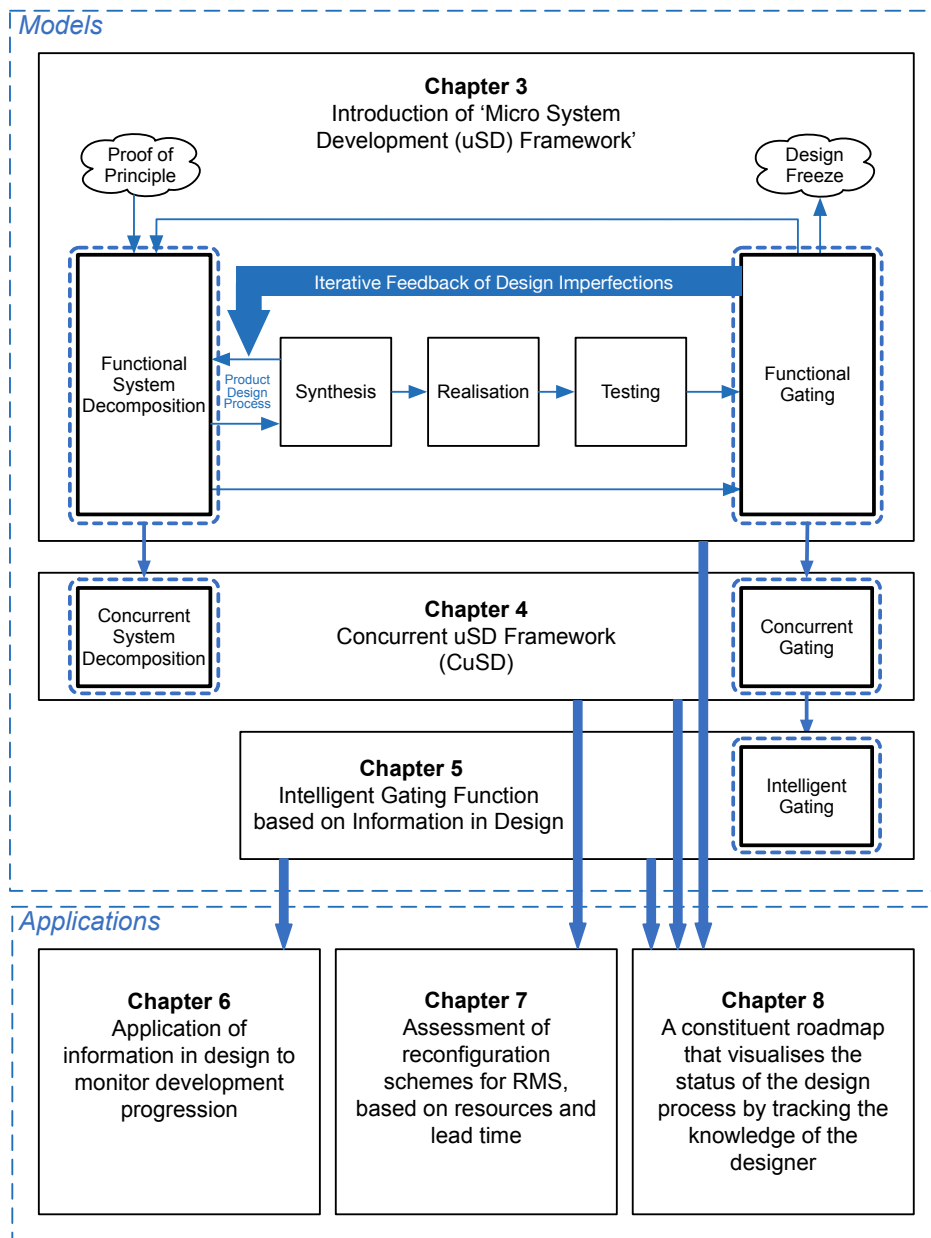 Models
Chapter 3
Introduction of ‘Micro System
Development (uSD) Framework’
Proof of
Principle
Design
Freeze
Iterative Feedback of Design Imperfections
Functional
System
Decomposition
Product
Design
Process
Synthesis
Realisation
Testing
Functional
Gating
Concurrent
System
Decomposition
Chapter 4
Concurrent uSD Framework
(CuSD)
Concurrent
Gating
Chapter 5
Intelligent Gating Function
based on Information in Design
Intelligent
Gating
Applications
Chapter 6
Application of
information in design to
monitor development
progression
Chapter 7
Assessment of
reconfiguration
schemes for RMS,
based on resources and
lead time
Chapter 8
A constituent roadmap
that visualises the
status of the design
process by tracking the
knowledge of the
designer